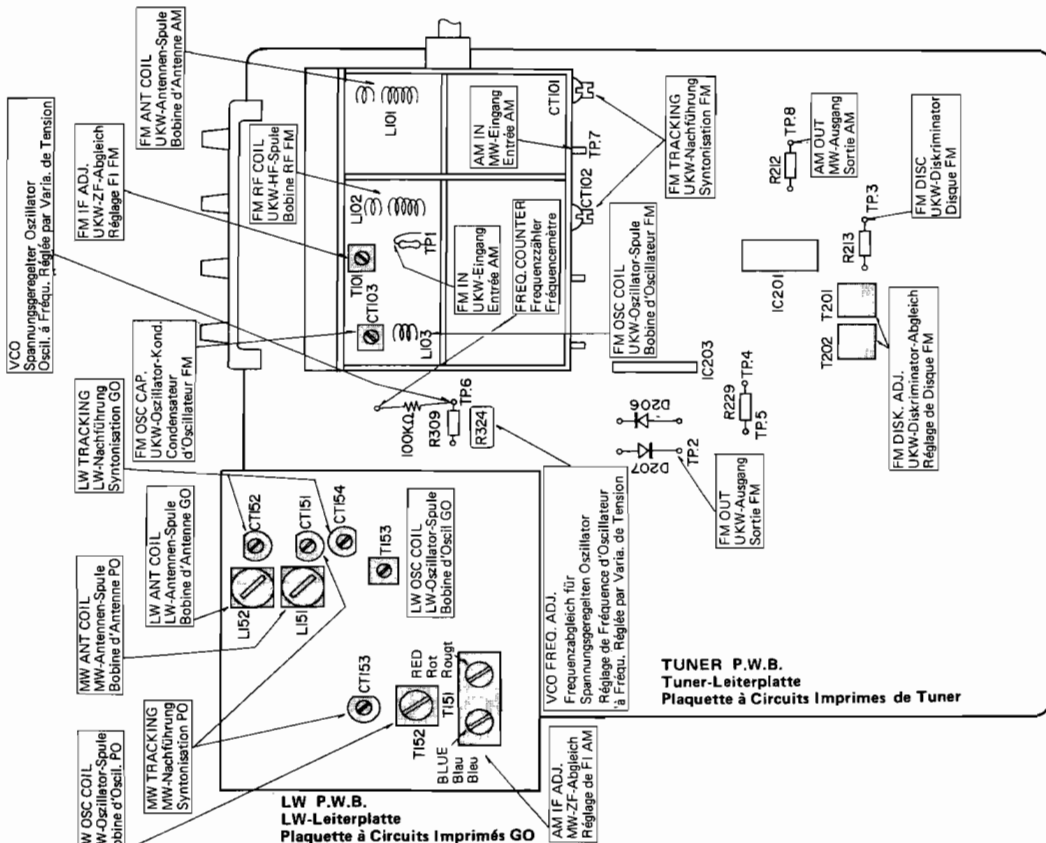 VCO
Spannungsgeregelter Oszillator
Oscil. á Fréqu. Réglée par Varia. de Tension
FM IF ADJ.
UKW-ZF-Abgleich
Réglage FI FM
FM ANT COIL
UKW-Antennen-Spule
Bobine d'Antenne AM
LW TRACKING
LW-Nachführung
Syntonisation GO
FM OSC CAP.
UKW-Oszillator-Kond.
Condensateur
d'Oscillateur FM
FM RF COIL
UKW-HF-Spule
Bobine RF FM
MW ANT COIL
MW-Antennen-Spule
Bobine d'Antenne PO
LW ANT COIL
LW-Antennen-Spule
Bobine d'Antenne GO
W OSC COIL
W-Oszillator-Spule
obine d'Oscil. PO
MW TRACKING
MW-Nachführung
Syntonisation PO
L152
CT152
L151
CT151
CT154
T153
LW OSC COIL
LW-Oszillator-Spule
Bobine d'Oscil GO
CT153
T152
T151
RED
Rot
Rougt
BLUE
Blau
Bleu
AM IF ADJ.
MW-ZF-Abgleich
Réglage de FI AM
LW P.W.B.
LW-Leiterplatte
Plaquette à Circuits Imprimés GO
L101
L102
T101
CT103
L103
TP1
FM IN
UKW-Eingang
Entrée AM
AM IN
MW-Eingang
Entrée AM
FREQ. COUNTER
Frequenzzähler
Fréquencemètre
CT101
TP.7
CT102
FM TRACKING
UKW-Nachführung
Syntonisation FM
FM OSC COIL
UKW-Oszillator-Spule
Bobine d'Oscillateur FM
100KΩ
R309
TP.6
R324
VCO FREQ. ADJ.
Frequenzabgleich für
Spannungsgeregelten Oszillator
Réglage de Fréquence d'Oscillateur
à Fréqu. Réglée par Varia. de Tension
D206
D207
TP.2
FM OUT
UKW-Ausgang
Sortie FM
IC203
R229
TP.4
TP.5
IC201
T201
T202
FM DISK. ADJ.
UKW-Diskriminator-Abgleich
Réglage de Disque FM
R212
TP.8
AM OUT
MW-Ausgang
Sortie AM
R213
TP.3
FM DISC
UKW-Diskriminator
Disque FM
TUNER P.W.B.
Tuner-Leiterplatte
Plaquette à Circuits Imprimes de Tuner